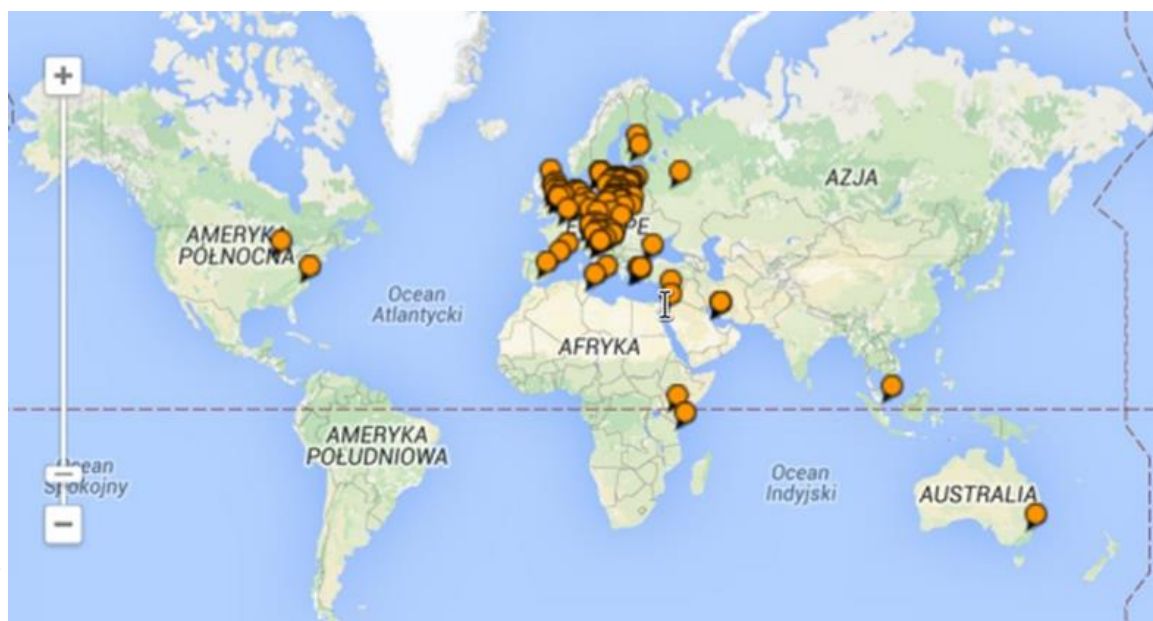 AZJA
AMERYKA
PÓŁNOCNA
Ocean
Atlantycki
AFRYKA
AMERYKA
POŁUDNIOWA
Ocean
Spokojny
Ocean
Indyjski
AUSTRALIA
+
−